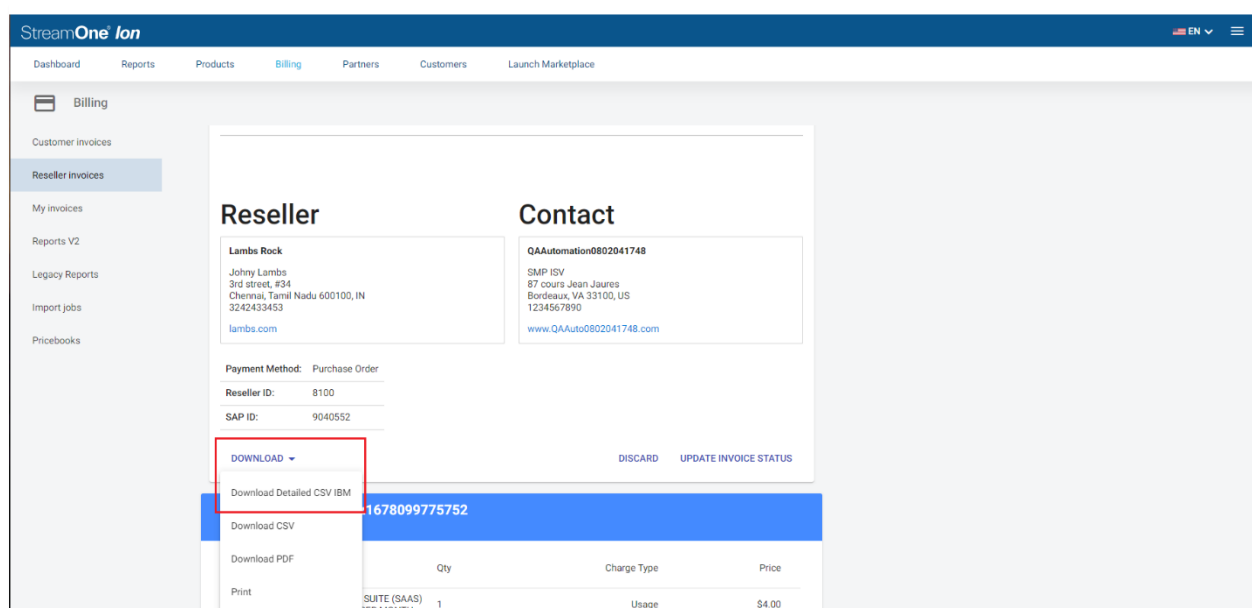 StreamOne® Ion
EN
Dashboard Reports Products Billing Partners Customers Launch Marketplace
Billing
Customer invoices
Reseller invoices
My invoices
Reports V2
Legacy Reports
Import jobs
Pricebooks
Reseller
Lambs Rock
Johny Lambs
3rd street, #34
Chennai, Tamil Nadu 600100, IN
3242433453
lambs.com
Contact
QAAutomation0802041748
SMP ISV
87 cours Jean Jaures
Bordeaux, VA 33100, US
1234567890
www.QAAuto0802041748.com
Payment Method: Purchase Order
Reseller ID: 8100
SAP ID: 9040552
DOWNLOAD
DISCARD UPDATE INVOICE STATUS
Download Detailed CSV IBM
Download CSV
Download PDF
Print
1678099775752
Qty Charge Type Price
SUITE (SAAS)
1 Usage $4.00